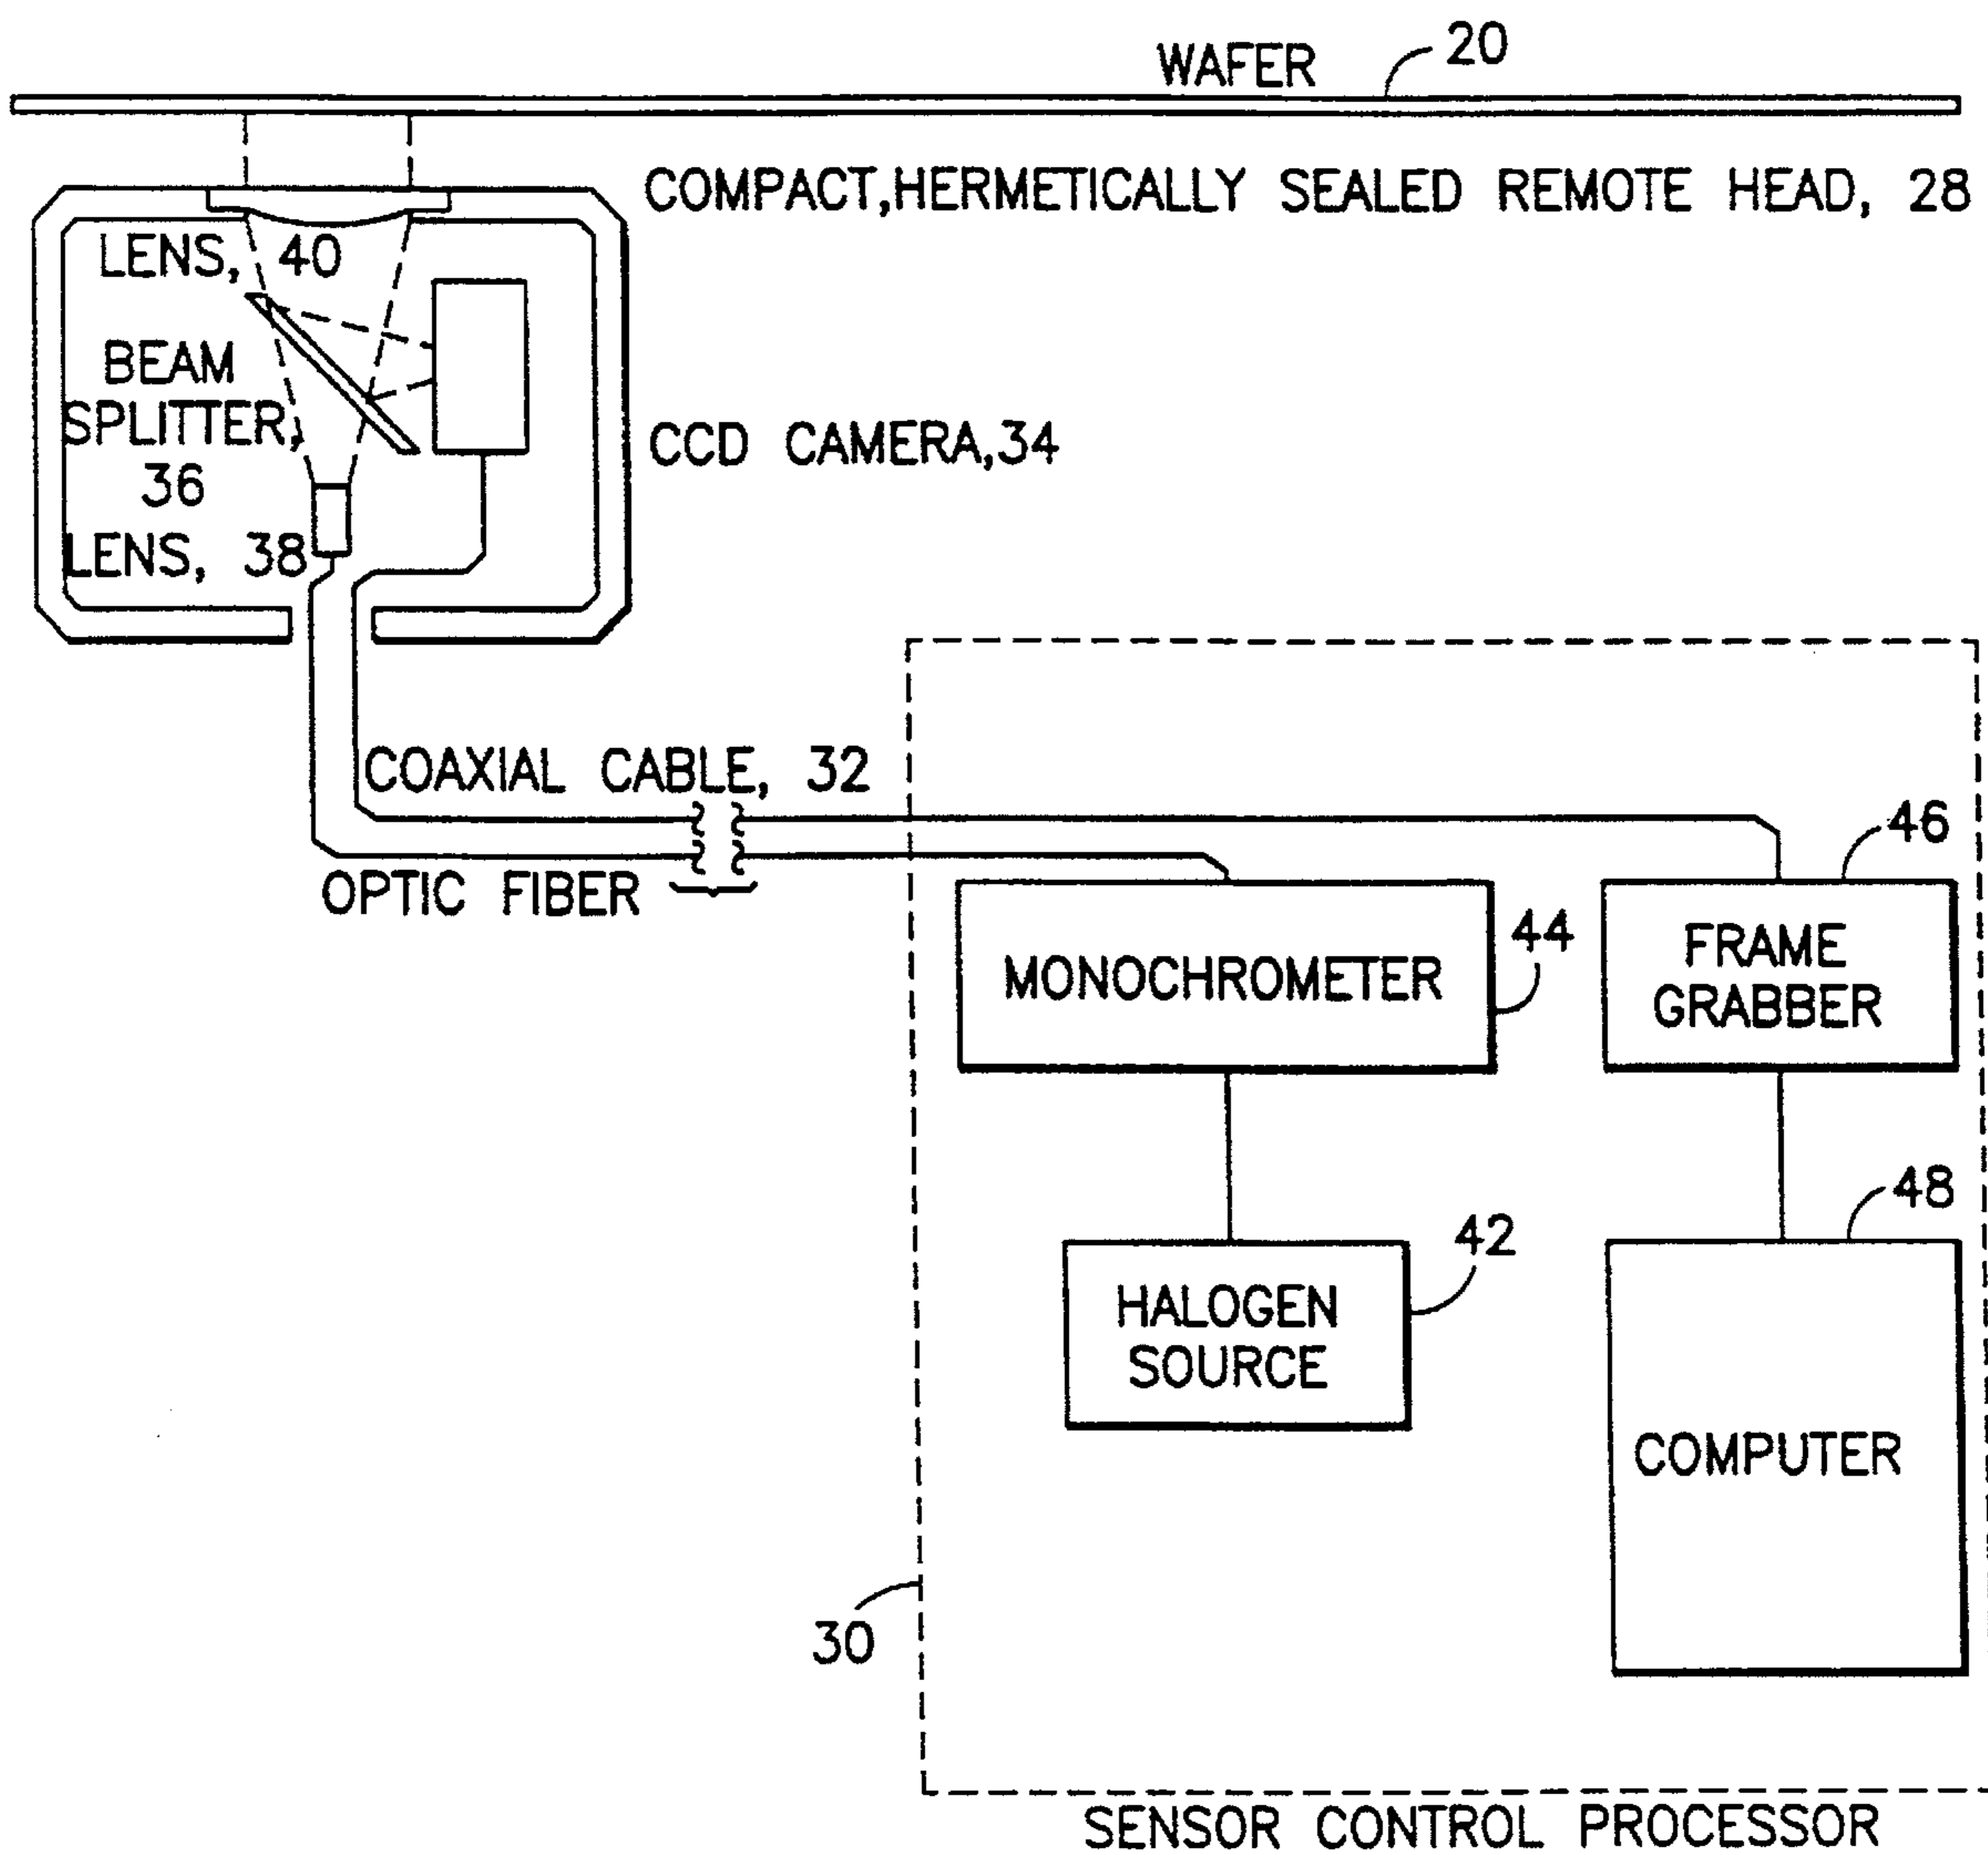 WAFER
20
COMPACT,HERMETICALLY SEALED REMOTE HEAD, 28
LENS, 40
BEAM
SPLITTER,
36
LENS, 38
CCD CAMERA,34
COAXIAL CABLE, 32
OPTIC FIBER
46
44
MONOCHROMETER
FRAME
GRABBER
48
42
HALOGEN
SOURCE
COMPUTER
30
SENSOR CONTROL PROCESSOR